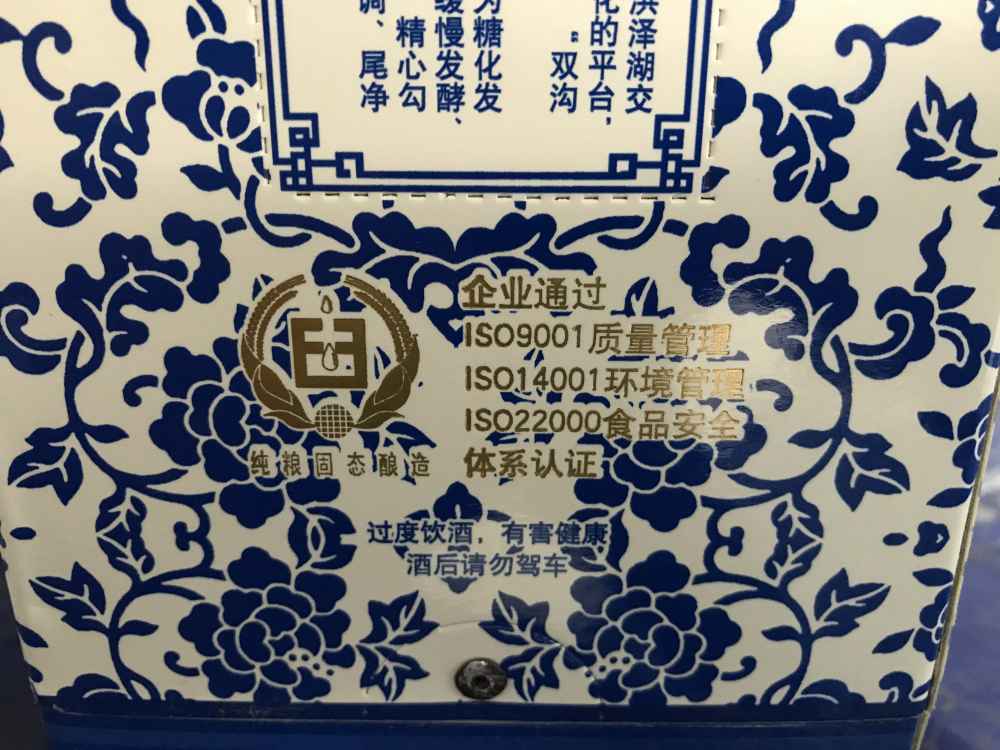 洪泽湖交
化的平台，
“双沟
为糖化发
缓慢发酵、
精心勾
调、尾净
企业通过
ISO9001质量管理
ISO14001环境管理
ISO22000食品安全
体系认证
纯粮固态酿造
过度饮酒，有害健康
酒后请勿驾车